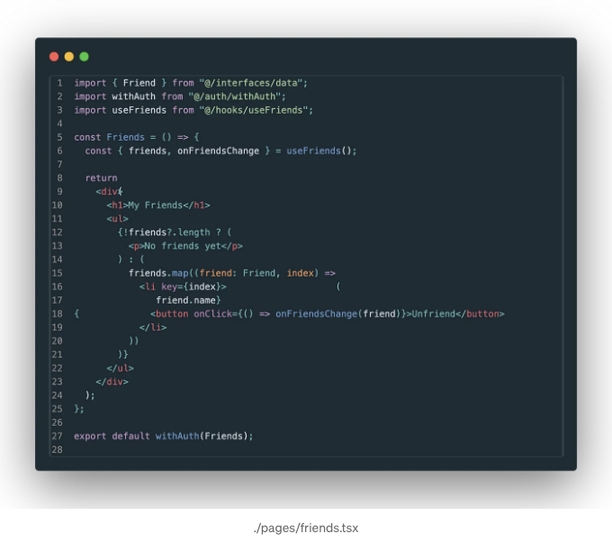 1 import { Friend } from "@/interfaces/data";
2 import withAuth from "@/auth/withAuth";
3 import useFriends from "@/hooks/useFriends";
4
5 const Friends = () => {
6   const { friends, onFriendsChange } = useFriends();
7
8   return
9     <div>
10       <h1>My Friends</h1>
11       <ul>
12         {!friends?.length ? (
13           <p>No friends yet</p>
14         ) : (
15           friends.map((friend: Friend, index) =>
16             <li key={index}>                    (
17               friend.name}
18 {             <button onClick={() => onFriendsChange(friend)}>Unfriend</button>
19             </li>
20           ))
21         )}
22       </ul>
23     </div>
24   );
25 };
26
27 export default withAuth(Friends);
28
./pages/friends.tsx